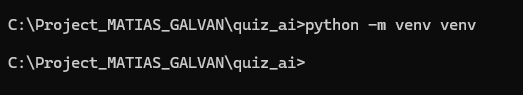 C:\Project_MATIAS_GALVAN\quiz_ai>python -m venv venv
C:\Project_MATIAS_GALVAN\quiz_ai>